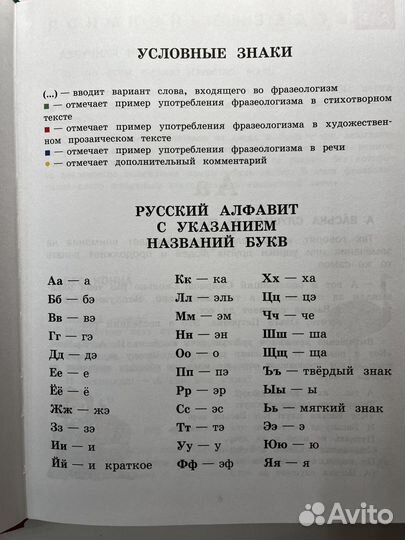 УСЛОВНЫЕ ЗНАКИ
(...) — вводит вариант слова, входящего во фразеологизм
— отмечает пример употребления фразеологизма в стихотворном
тексте
— отмечает пример употребления фразеологизма в художествен-
ном прозаическом тексте
— отмечает пример употребления фразеологизма в речи
— отмечает дополнительный комментарий
РУССКИЙ АЛФАВИТ
С УКАЗАНИЕМ
НАЗВАНИЙ БУКВ
Аа — а Кк — ка Хх — ха
Бб — бэ Лл — эль Цц — цэ
Вв — вэ Мм — эм Чч — че
Гг — гэ Нн — эн Шш — ша
Дд — дэ Оо — о Щщ — ща
Ее — е Пп — пэ Ъъ — твёрдый знак
Ёё — ё Рр — эр Ыы — ы
Жж — жэ Сс — эс Ьь — мягкий знак
Зз — зэ Тт — тэ Ээ — э
Ии — и Уу — у Юю — ю
Йй — и краткое Фф — эф Яя — я
Avito